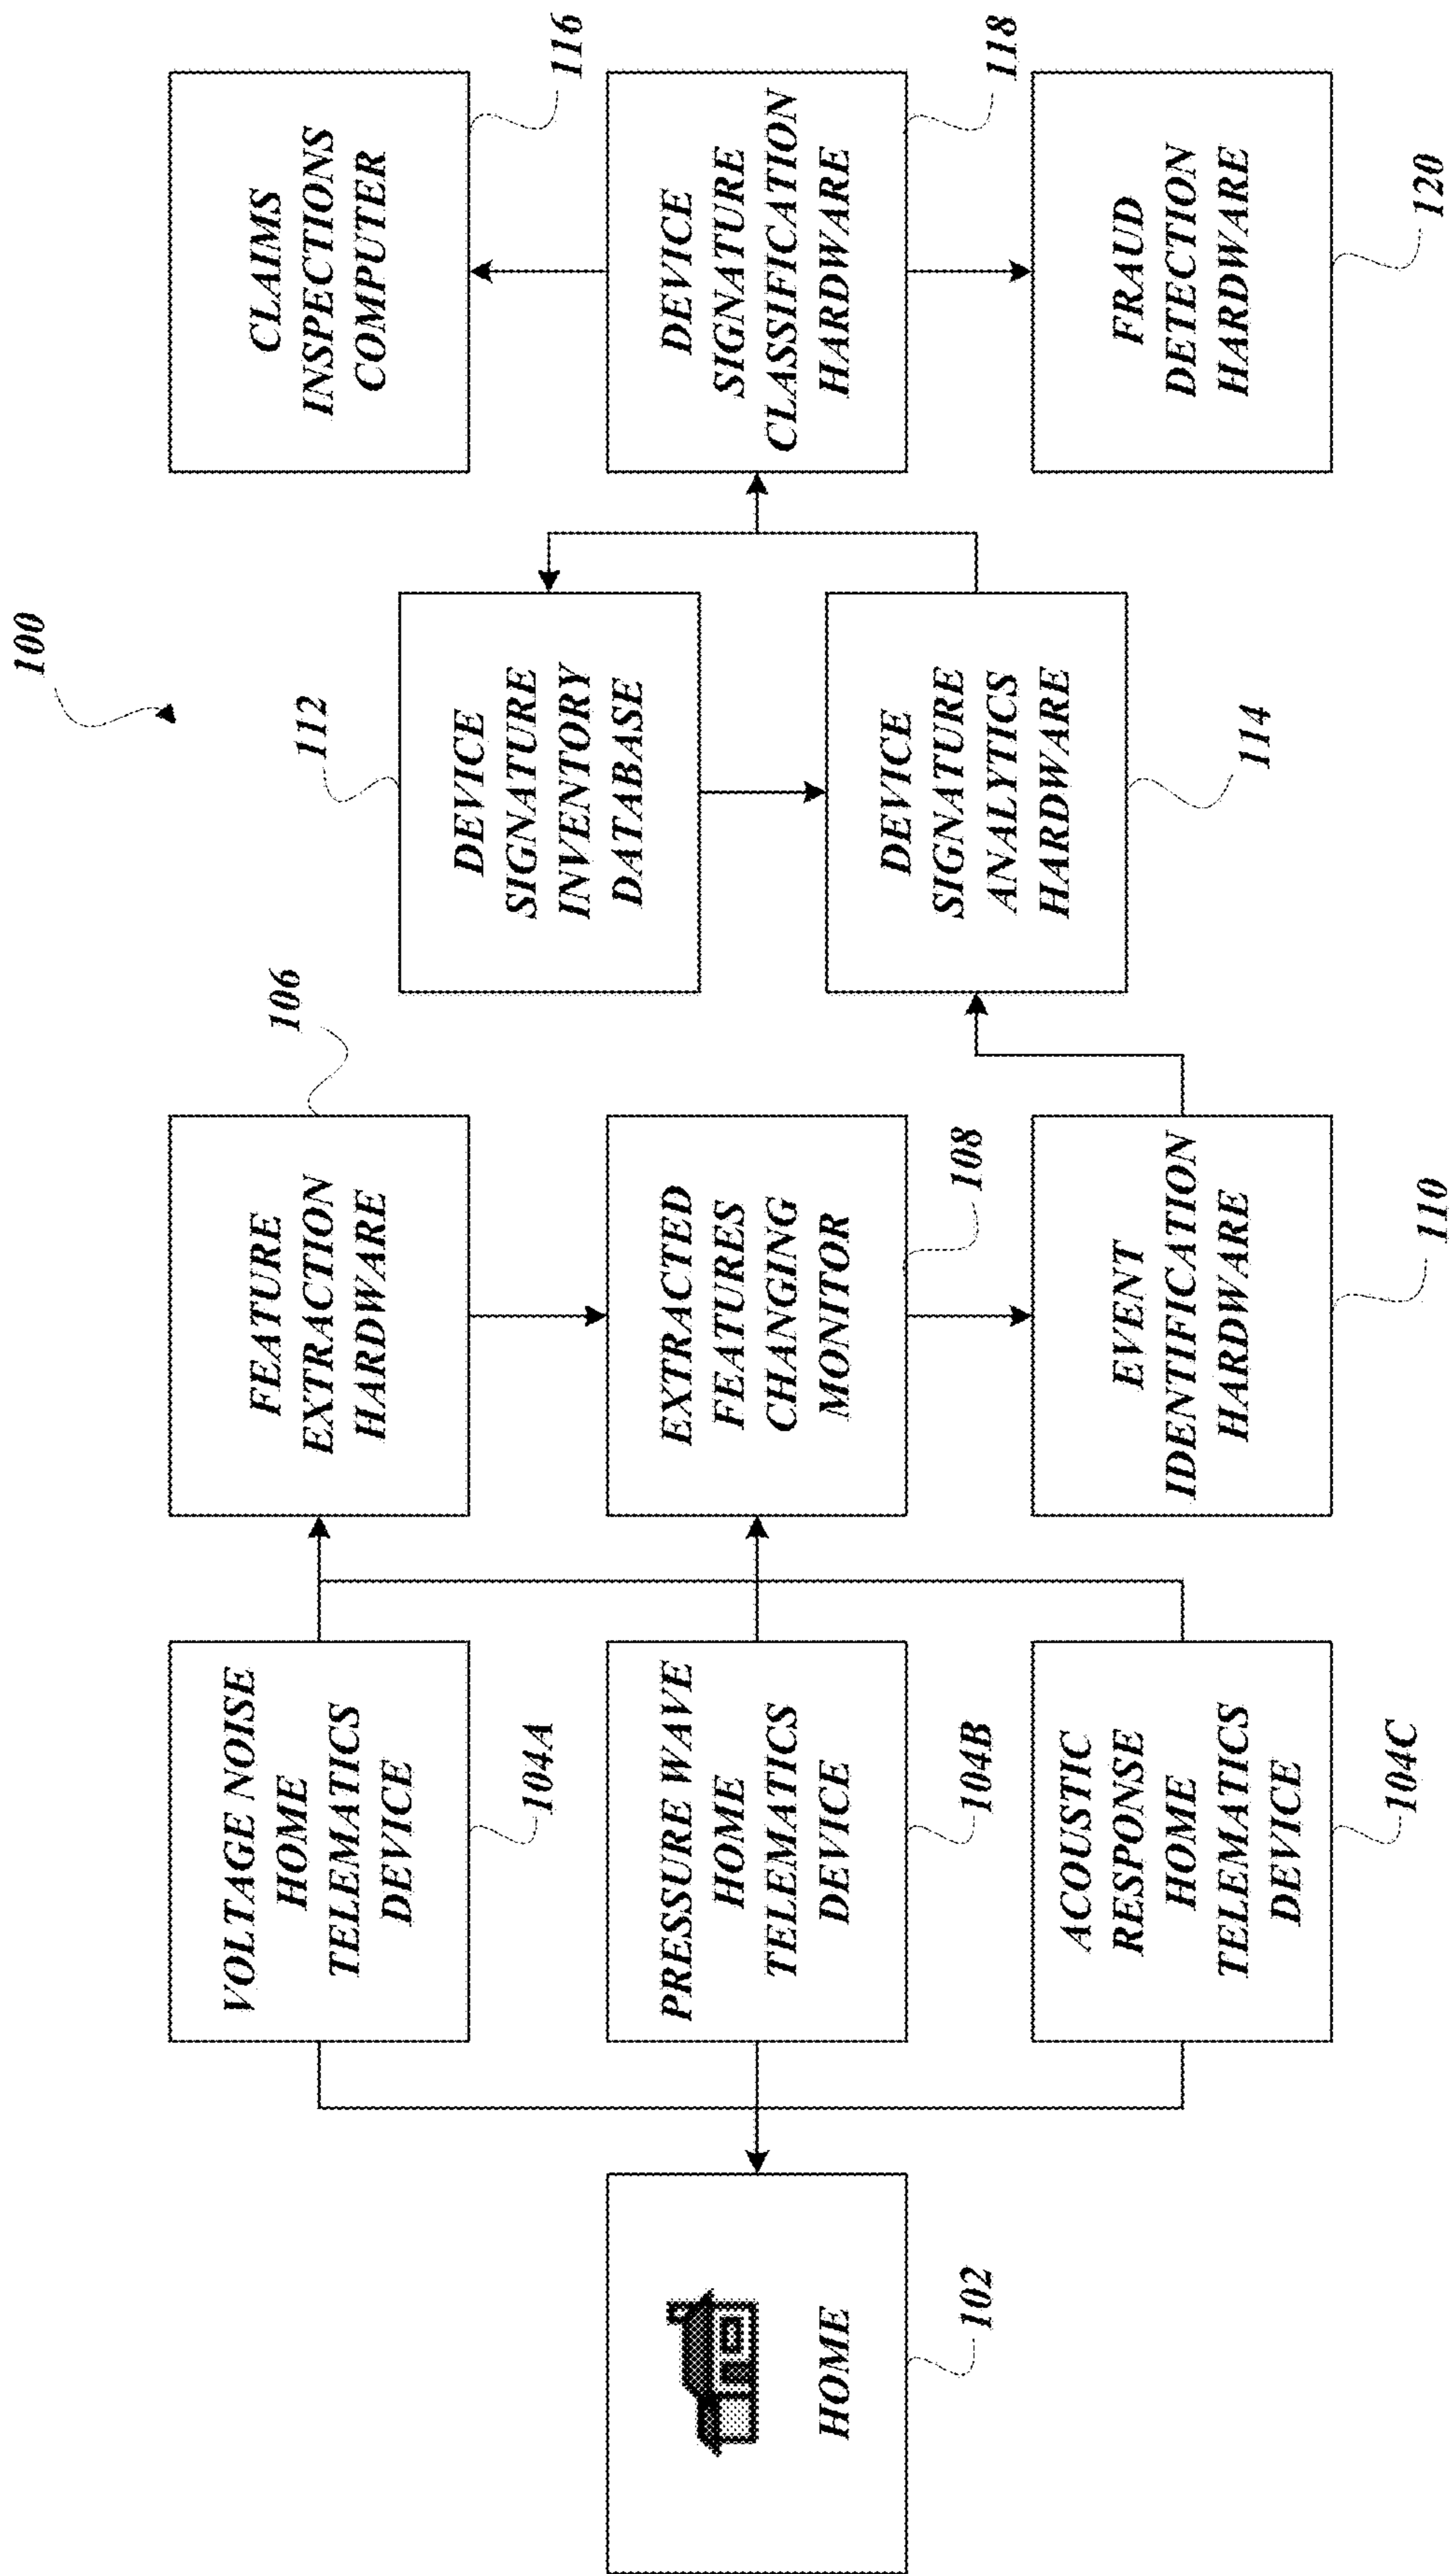 100
HOME
102
VOLTAGE NOISE
HOME
TELEMATICS
DEVICE
104A
PRESSURE WAVE
HOME
TELEMATICS
DEVICE
104B
ACOUSTIC
RESPONSE
HOME
TELEMATICS
DEVICE
104C
FEATURE
EXTRACTION
HARDWARE
106
EXTRACTED
FEATURES
CHANGING
MONITOR
108
EVENT
IDENTIFICATION
HARDWARE
110
DEVICE
SIGNATURE
INVENTORY
DATABASE
112
DEVICE
SIGNATURE
ANALYTICS
HARDWARE
114
CLAIMS
INSPECTIONS
COMPUTER
116
DEVICE
SIGNATURE
CLASSIFICATION
HARDWARE
118
FRAUD
DETECTION
HARDWARE
120